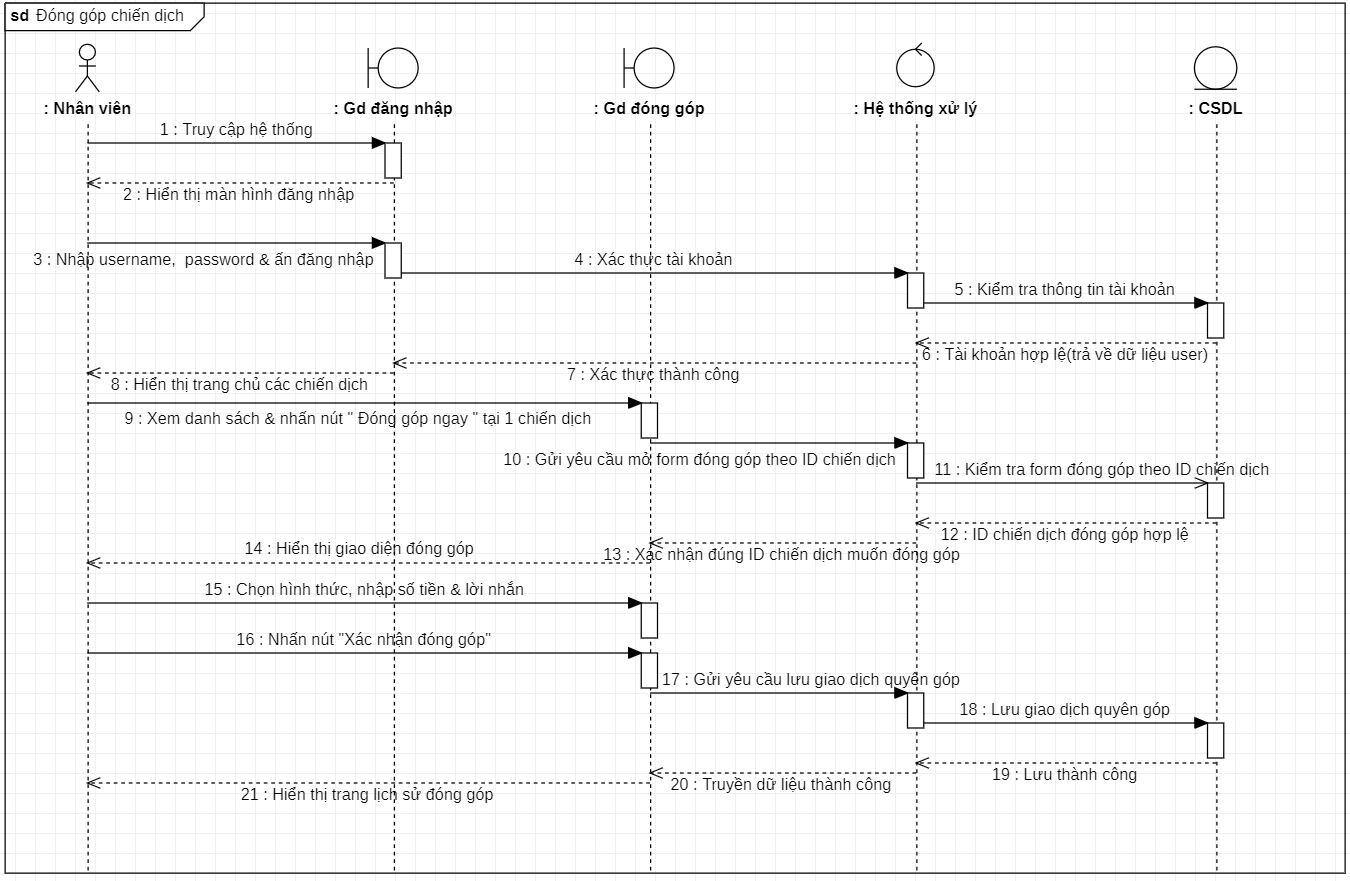 sd Đóng góp chiến dịch
: Nhân viên
: Gd đăng nhập
: Gd đóng góp
: Hệ thống xử lý
: CSDL
1 : Truy cập hệ thống
2 : Hiển thị màn hình đăng nhập
3 : Nhập username,  password & ấn đăng nhập
4 : Xác thực tài khoản
5 : Kiểm tra thông tin tài khoản
6 : Tài khoản hợp lệ(trả về dữ liệu user)
7 : Xác thực thành công
8 : Hiển thị trang chủ các chiến dịch
9 : Xem danh sách & nhấn nút " Đóng góp ngay " tại 1 chiến dịch
10 : Gửi yêu cầu mở form đóng góp theo ID chiến dịch
11 : Kiểm tra form đóng góp theo ID chiến dịch
12 : ID chiến dịch đóng góp hợp lệ
13 : Xác nhận đúng ID chiến dịch muốn đóng góp
14 : Hiển thị giao diện đóng góp
15 : Chọn hình thức, nhập số tiền & lời nhắn
16 : Nhấn nút "Xác nhận đóng góp"
17 : Gửi yêu cầu lưu giao dịch quyên góp
18 : Lưu giao dịch quyên góp
19 : Lưu thành công
20 : Truyền dữ liệu thành công
21 : Hiển thị trang lịch sử đóng góp